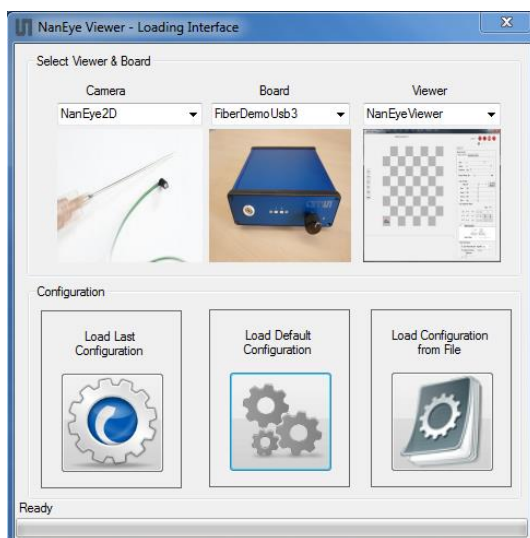 NanEye Viewer - Loading Interface
Select Viewer & Board
Camera Board Viewer
NanEye2D FiberDemoUsb3 NanEyeViewer
Configuration
Load Last
Configuration
Load Default
Configuration
Load Configuration
from File
Ready